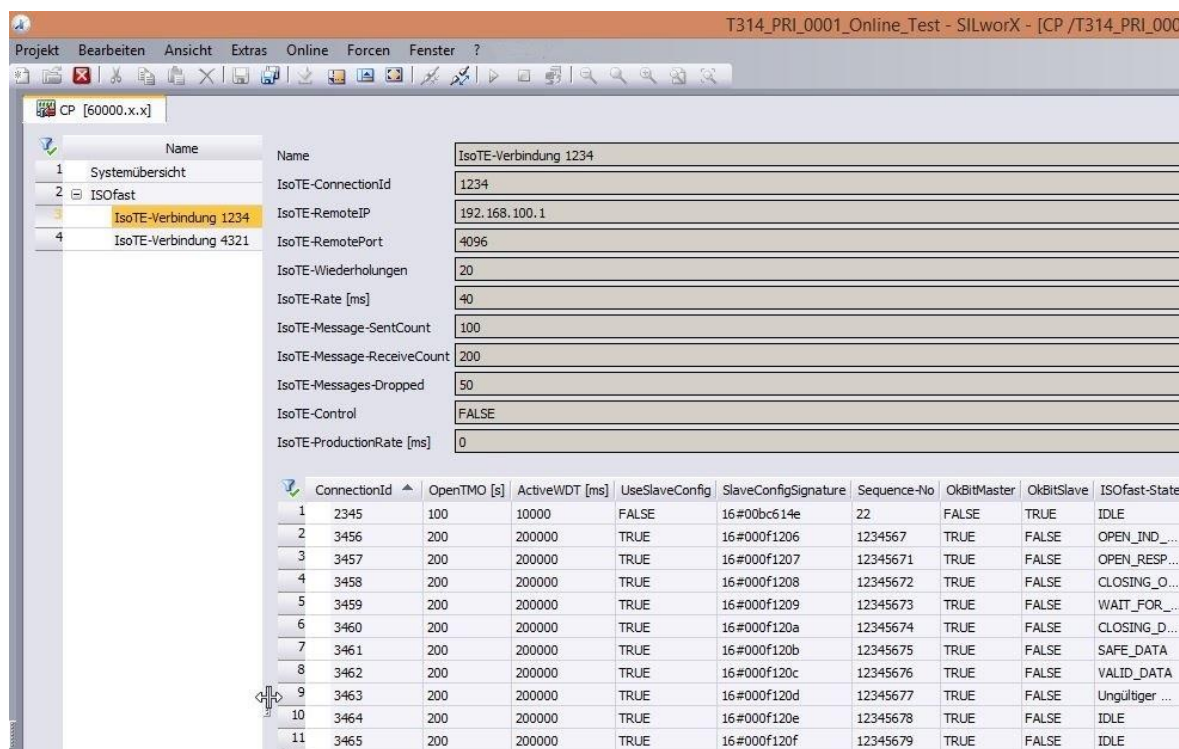 T314_PRI_0001_Online_Test - SILworX - [CP /T314_PRI_000
Projekt Bearbeiten Ansicht Extras Online Forcen Fenster ?
CP [60000.x.x]
Name
1 Systemübersicht
2 ISOfast
3 IsoTE-Verbindung 1234
4 IsoTE-Verbindung 4321
Name IsoTE-Verbindung 1234
IsoTE-ConnectionId 1234
IsoTE-RemoteIP 192.168.100.1
IsoTE-RemotePort 4096
IsoTE-Wiederholungen 20
IsoTE-Rate [ms] 40
IsoTE-Message-SentCount 100
IsoTE-Message-ReceiveCount 200
IsoTE-Messages-Dropped 50
IsoTE-Control FALSE
IsoTE-ProductionRate [ms] 0
ConnectionId OpenTMO [s] ActiveWDT [ms] UseSlaveConfig SlaveConfigSignature Sequence-No OkBitMaster OkBitSlave ISOfast-State
1 2345 100 10000 FALSE 16#00bc614e 22 FALSE TRUE IDLE
2 3456 200 200000 TRUE 16#000f1206 1234567 TRUE FALSE OPEN_IND_...
3 3457 200 200000 TRUE 16#000f1207 12345671 TRUE FALSE OPEN_RESP...
4 3458 200 200000 TRUE 16#000f1208 12345672 TRUE FALSE CLOSING_O...
5 3459 200 200000 TRUE 16#000f1209 12345673 TRUE FALSE WAIT_FOR_...
6 3460 200 200000 TRUE 16#000f120a 12345674 TRUE FALSE CLOSING_D...
7 3461 200 200000 TRUE 16#000f120b 12345675 TRUE FALSE SAFE_DATA
8 3462 200 200000 TRUE 16#000f120c 12345676 TRUE FALSE VALID_DATA
9 3463 200 200000 TRUE 16#000f120d 12345677 TRUE FALSE Ungültiger ...
10 3464 200 200000 TRUE 16#000f120e 12345678 TRUE FALSE IDLE
11 3465 200 200000 TRUE 16#000f120f 12345679 TRUE FALSE IDLE